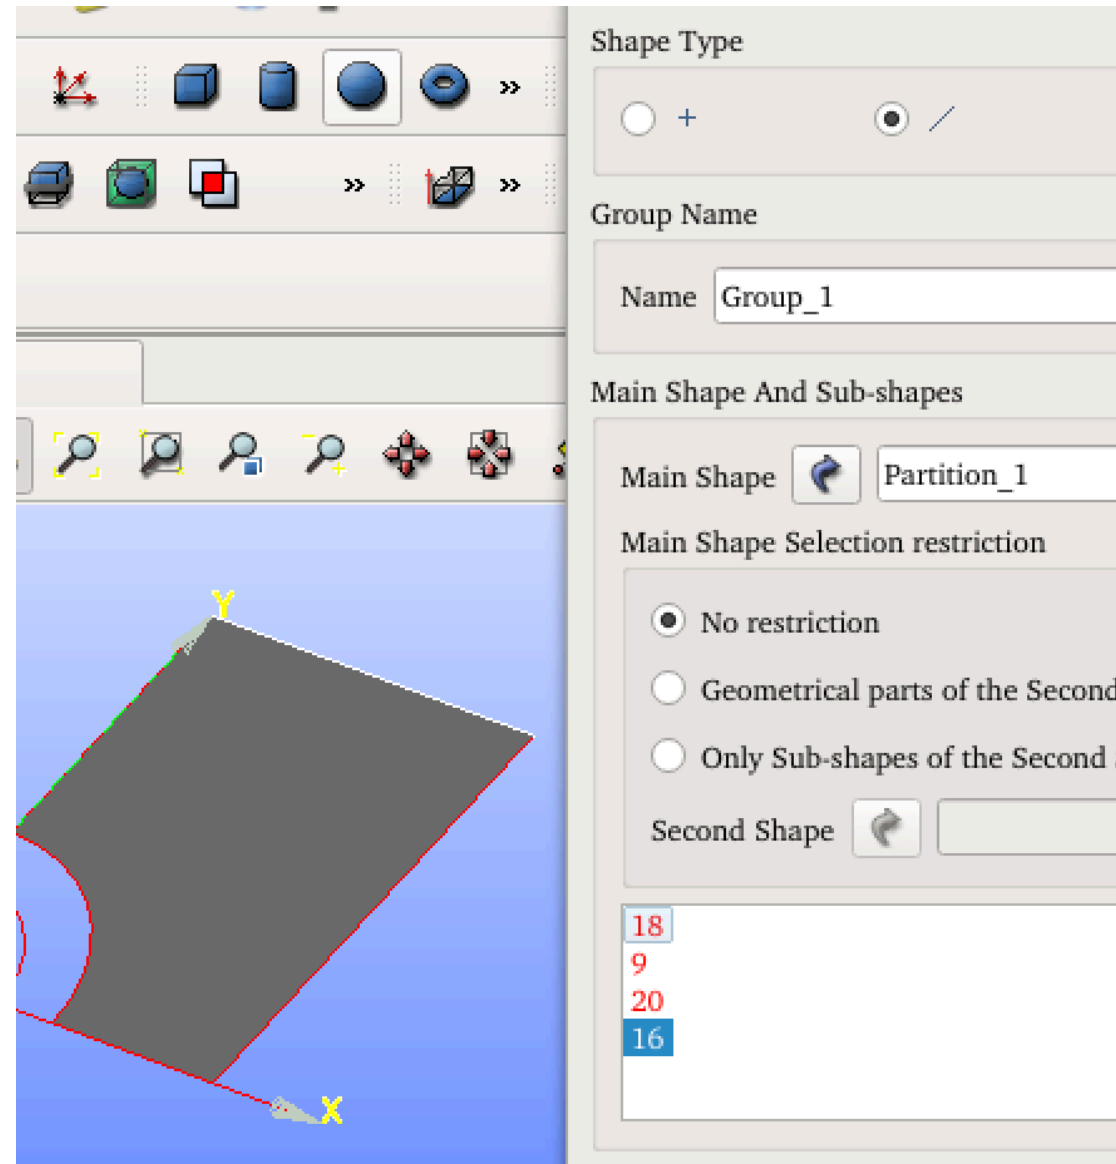 Shape Type
Group Name
Name Group_1
Main Shape And Sub-shapes
Main Shape Partition_1
Main Shape Selection restriction
No restriction
Geometrical parts of the Second
Only Sub-shapes of the Second
Second Shape
18
9
20
16
Y
X